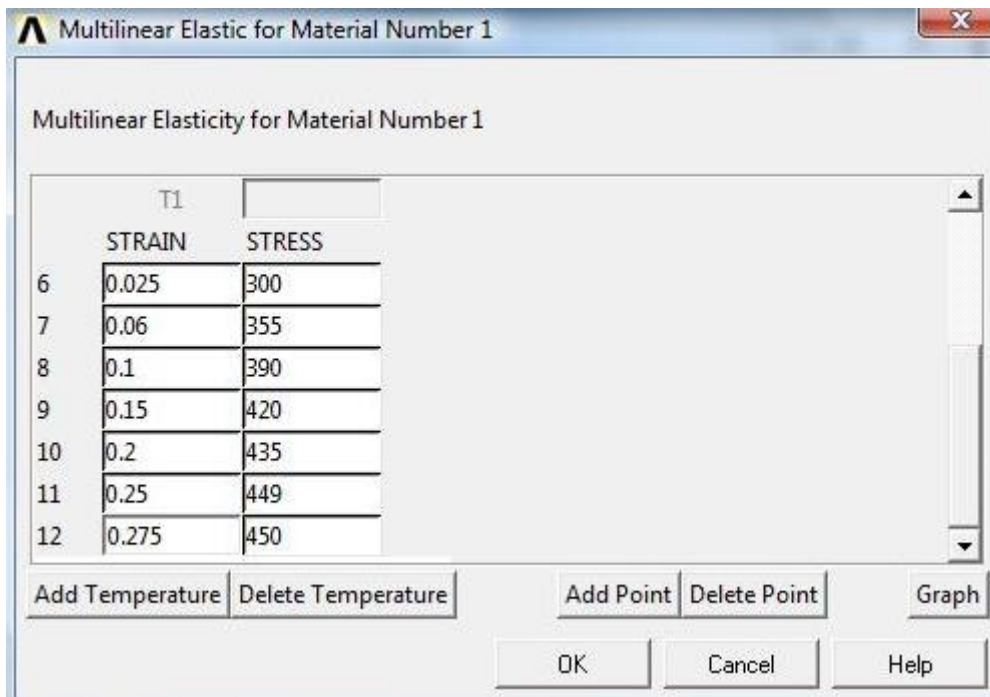 Multilinear Elastic for Material Number 1
Multilinear Elasticity for Material Number 1
T1
STRAIN STRESS
6 0.025 300
7 0.06 355
8 0.1 390
9 0.15 420
10 0.2 435
11 0.25 449
12 0.275 450
Add Temperature Delete Temperature Add Point Delete Point Graph
OK Cancel Help